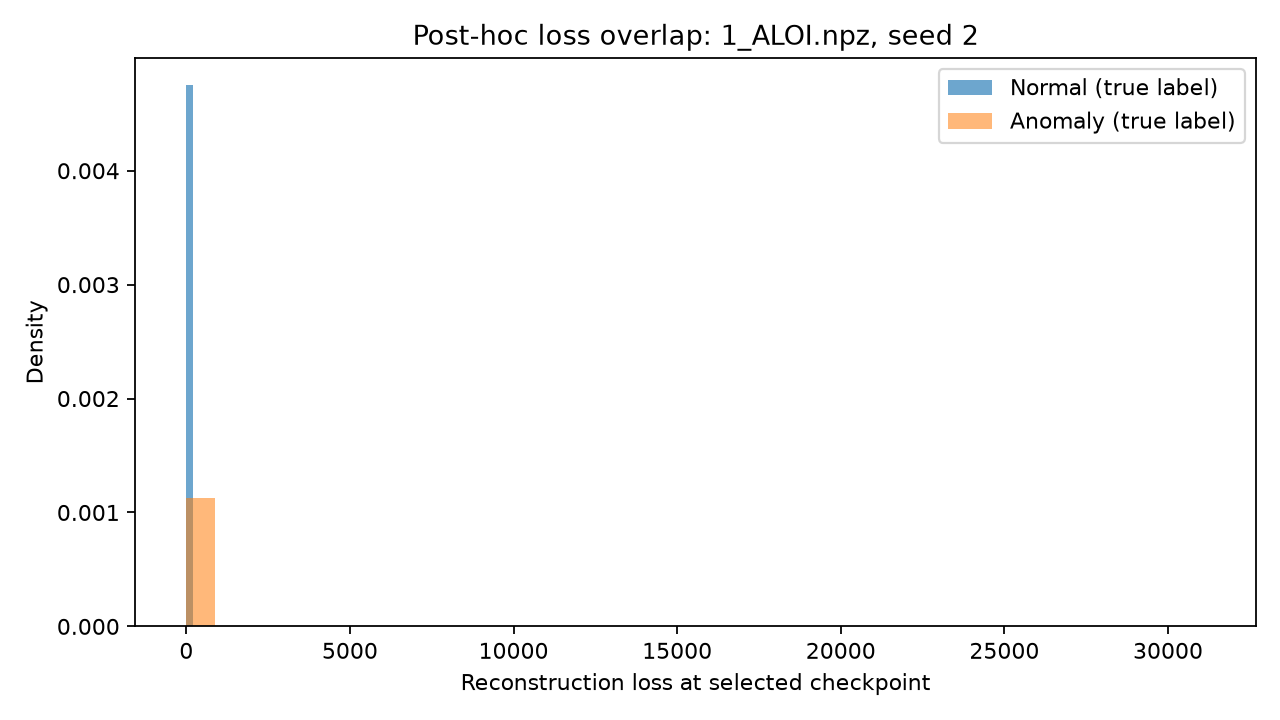 Post-hoc loss overlap: 1_ALOI.npz, seed 2
Normal (true label)
Anomaly (true label)
0.004
0.003
0.002
0.001
0.000
Density
0 5000 10000 15000 20000 25000 30000
Reconstruction loss at selected checkpoint